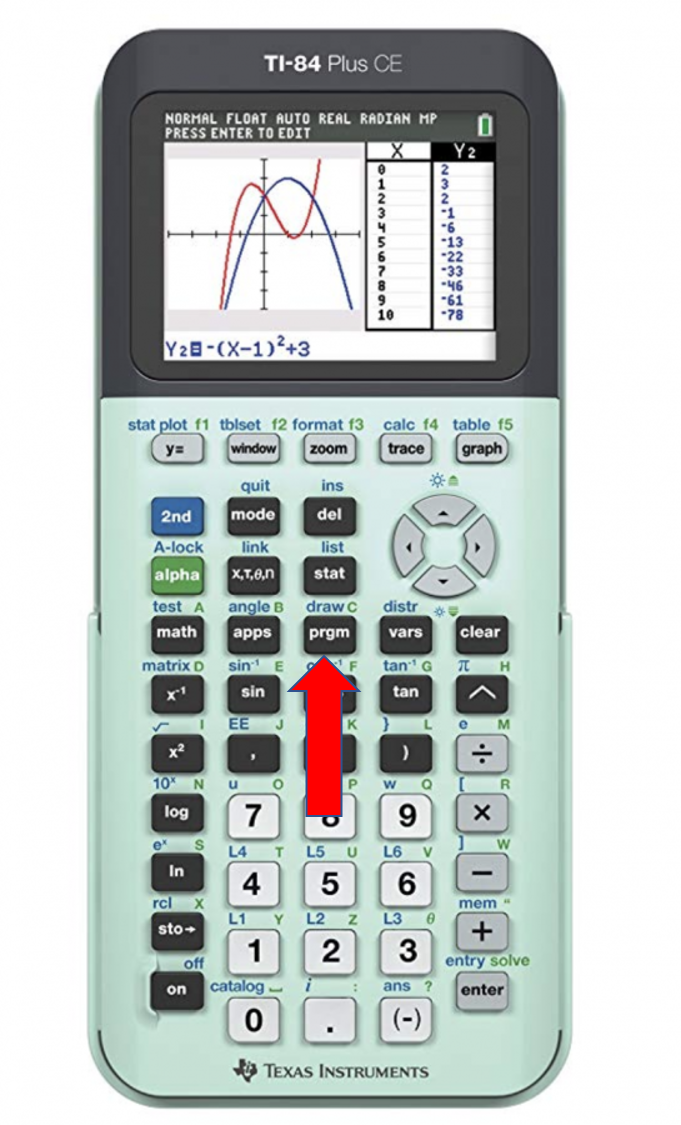 TI-84 Plus CE
NORMAL FLOAT AUTO REAL RADIAN MP
PRESS ENTER TO EDIT
X Y₂
0 2
1 3
2 2
3 -1
4 -6
5 -13
6 -22
7 -33
8 -46
9 -61
10 -78
Y₂=-(X-1)²+3
stat plot f1 tblset f2 format f3 calc f4 table f5
y= window zoom trace graph
quit ins
2nd mode del
A-lock link list
alpha X,T,θ,n stat
test A angle B draw C distr
math apps prgm vars clear
matrix D sin⁻¹ E F tan⁻¹ G π H
x⁻¹ sin tan ^
√ I EE J K } L e M
x² , ) ÷
10ˣ N u O P w Q [ R
log 7 8 9 ×
eˣ S L4 T L5 U L6 V ] W
ln 4 5 6 −
rcl X L1 Y L2 Z L3 θ mem "
sto→ 1 2 3 +
off catalog ⎵ i : ans ? entry solve
on 0 . (-) enter
TEXAS INSTRUMENTS